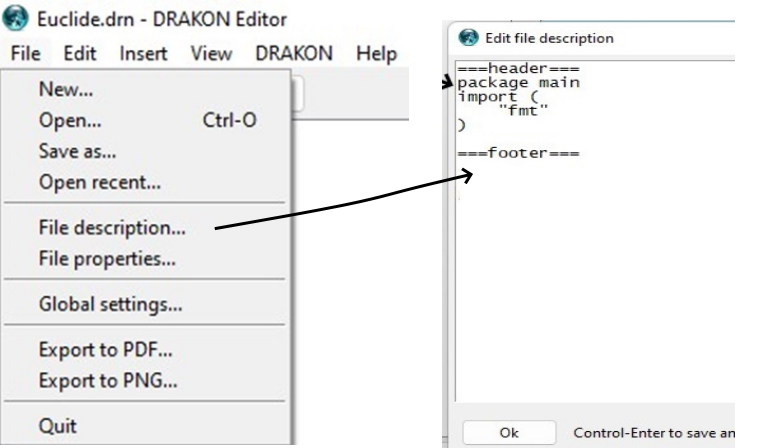 Euclide.drn - DRAKON Editor
File Edit Insert View DRAKON Help
New...
Open... Ctrl-O
Save as...
Open recent...
File description...
File properties...
Global settings...
Export to PDF...
Export to PNG...
Quit
Edit file description
===header===
package main
import (
"fmt"
)
===footer===
Ok Control-Enter to save an